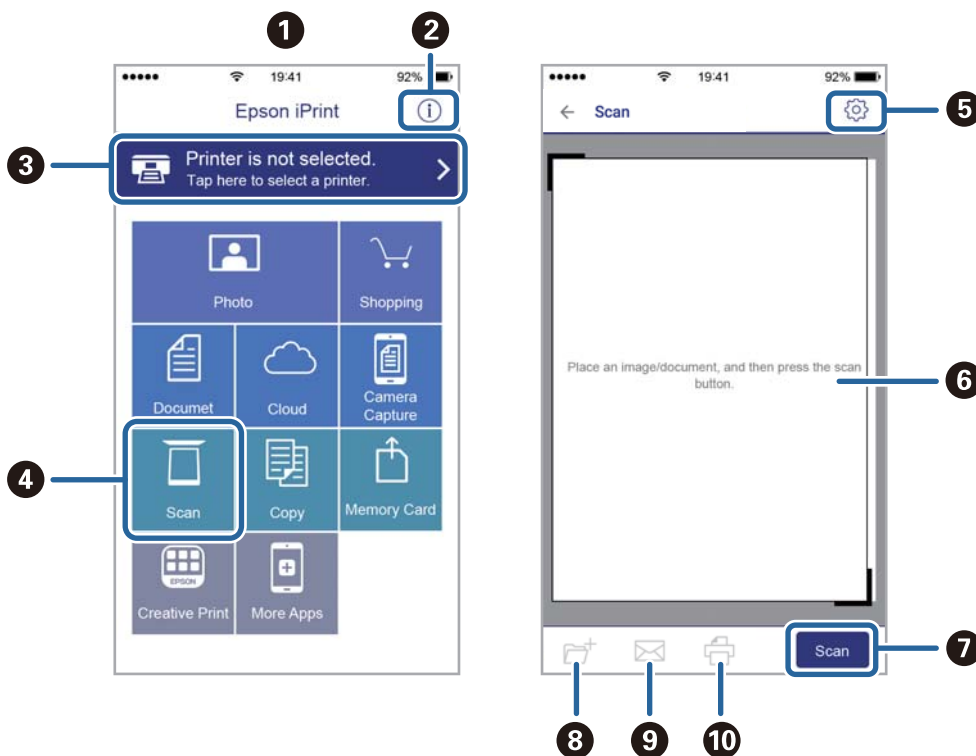 1
2
19:41
92%
Epson iPrint
i
3
Printer is not selected.
Tap here to select a printer.
Photo
Shopping
Documet
Cloud
Camera
Capture
4
Scan
Copy
Memory Card
EPSON
Creative Print
More Apps
19:41
92%
Scan
5
Place an image/document, and then press the scan
button.
6
Scan
7
8
9
10